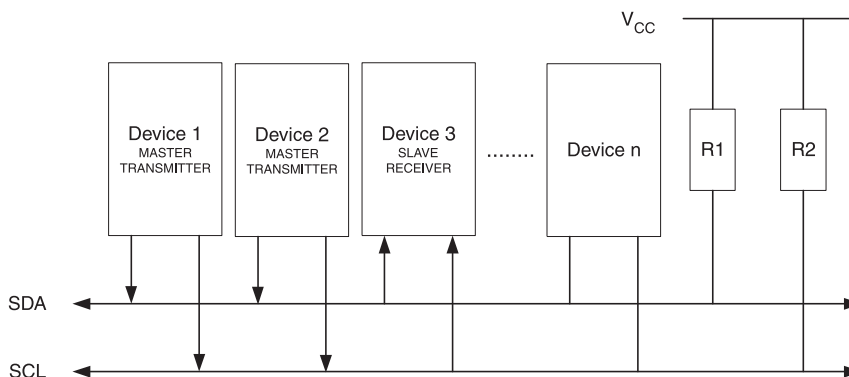 V_CC
Device 1
MASTER
TRANSMITTER
Device 2
MASTER
TRANSMITTER
Device 3
SLAVE
RECEIVER
........
Device n
R1
R2
SDA
SCL